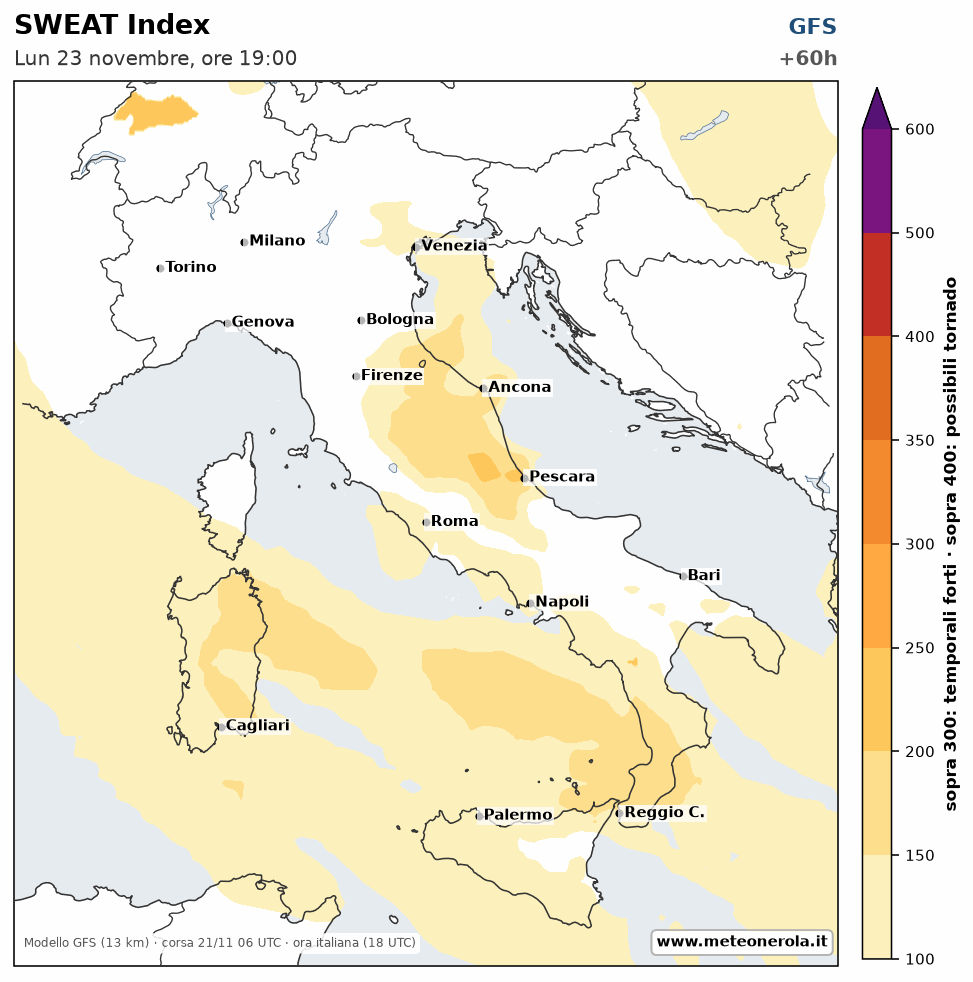 SWEAT Index
GFS
Lun 23 novembre, ore 19:00
+60h
600
500
400
350
300
250
200
150
100
sopra 300: temporali forti · sopra 400: possibili tornado
Milano
Venezia
Torino
Genova
Bologna
Firenze
Ancona
Pescara
Roma
Bari
Napoli
Cagliari
Palermo
Reggio C.
Modello GFS (13 km) · corsa 21/11 06 UTC · ora italiana (18 UTC)
www.meteonerola.it